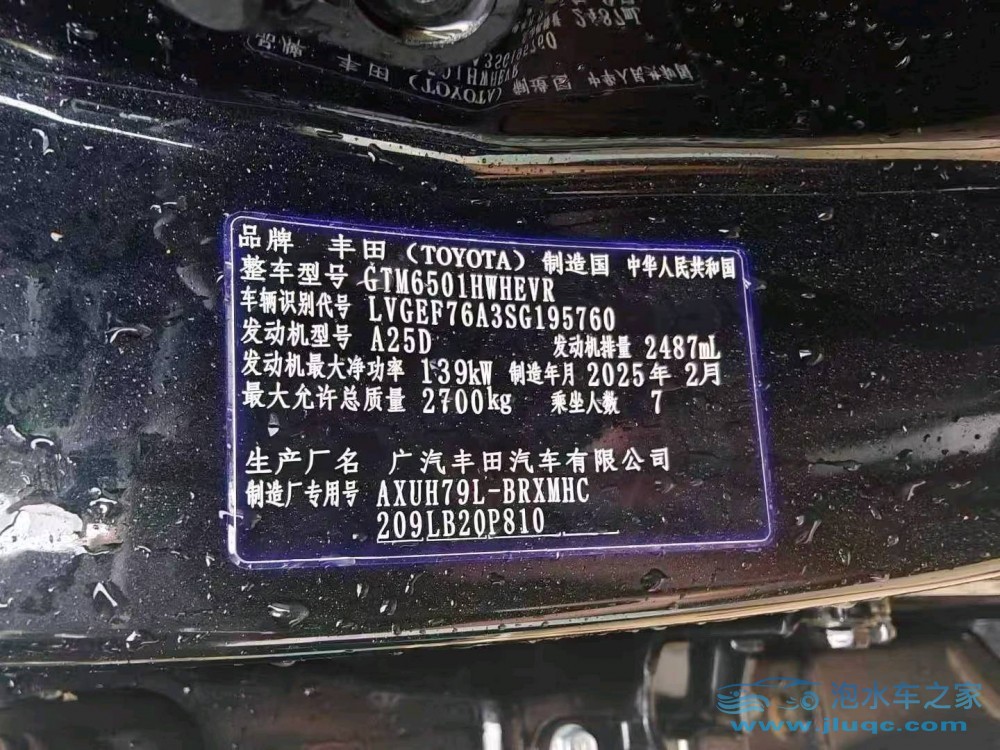 品牌 丰田（TOYOTA）制造国 中华人民共和国
整车型号 GTM6501HWHEVR
车辆识别代号 LVGEF76A3SG195760
发动机型号 A25D 发动机排量 2487mL
发动机最大净功率 139kW 制造年月 2025年 2月
最大允许总质量 2700kg 乘坐人数 7
生产厂名 广汽丰田汽车有限公司
制造厂专用号 AXUH79L-BRXMHC
209LB20P810
泡水车之家
www.jluqc.com